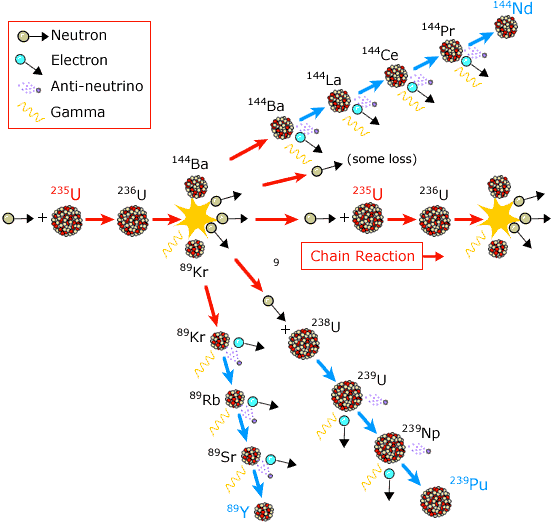 Neutron
Electron
Anti-neutrino
Gamma
¹⁴⁴Nd
¹⁴⁴Pr
¹⁴⁴Ce
¹⁴⁴La
¹⁴⁴Ba
(some loss)
¹⁴⁴Ba
²³⁵U
²³⁶U
+
+
²³⁵U
²³⁶U
⁸⁹Kr
9
Chain Reaction
⁸⁹Kr
+
²³⁸U
²³⁹U
⁸⁹Rb
²³⁹Np
⁸⁹Sr
²³⁹Pu
⁸⁹Y